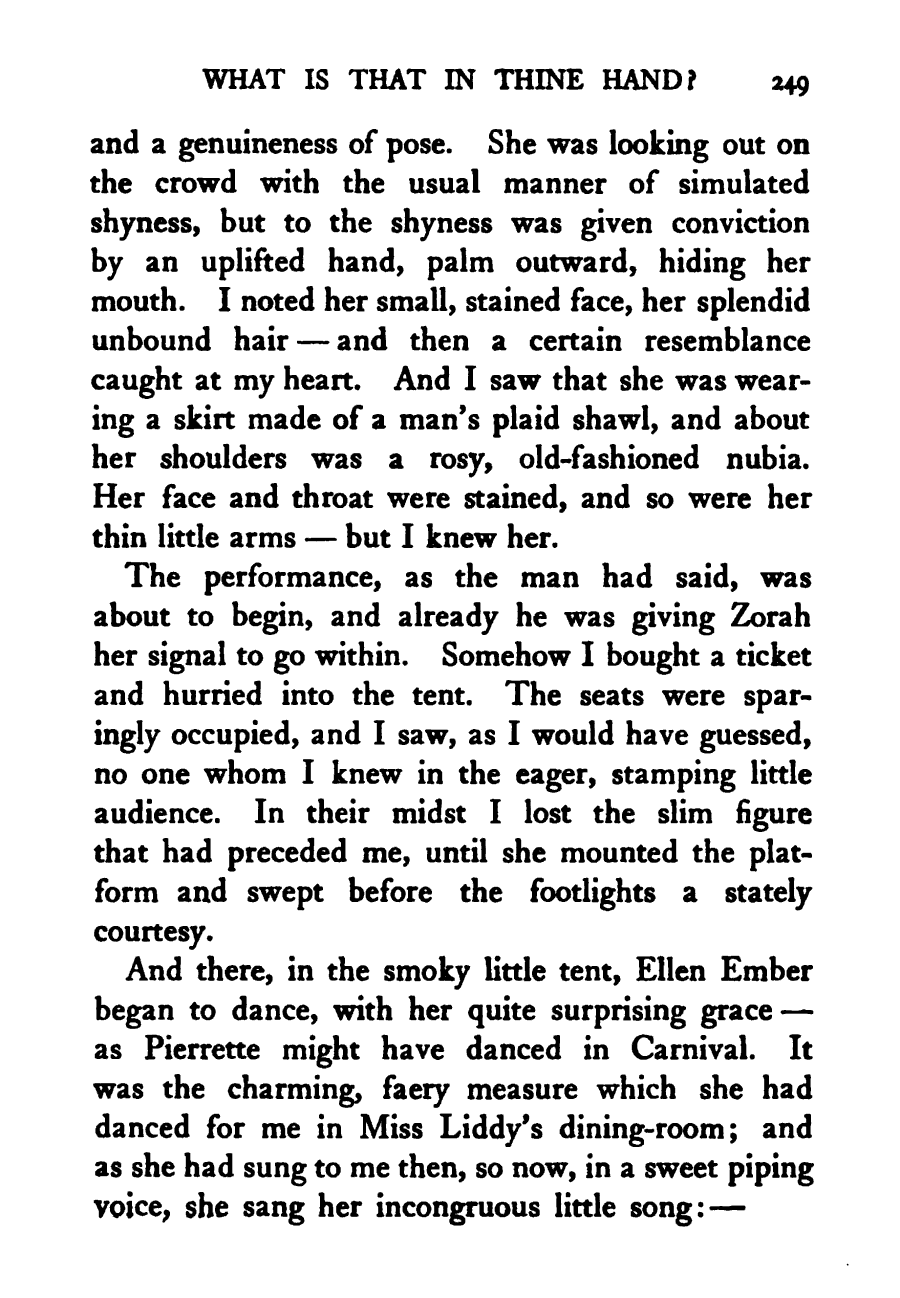 WHAT IS THAT IN THINE HAND? 249
and a genuineness of pose. She was looking out on
the crowd with the usual manner of simulated
shyness, but to the shyness was given conviction
by an uplifted hand, palm outward, hiding her
mouth. I noted her small, stained face, her splendid
unbound hair — and then a certain resemblance
caught at my heart. And I saw that she was wear-
ing a skirt made of a man's plaid shawl, and about
her shoulders was a rosy, old-fashioned nubia.
Her face and throat were stained, and so were her
thin little arms — but I knew her.
The performance, as the man had said, was
about to begin, and already he was giving Zorah
her signal to go within. Somehow I bought a ticket
and hurried into the tent. The seats were spar-
ingly occupied, and I saw, as I would have guessed,
no one whom I knew in the eager, stamping little
audience. In their midst I lost the slim figure
that had preceded me, until she mounted the plat-
form and swept before the footlights a stately
courtesy.
And there, in the smoky little tent, Ellen Ember
began to dance, with her quite surprising grace —
as Pierrette might have danced in Carnival. It
was the charming, faery measure which she had
danced for me in Miss Liddy's dining-room; and
as she had sung to me then, so now, in a sweet piping
voice, she sang her incongruous little song: —